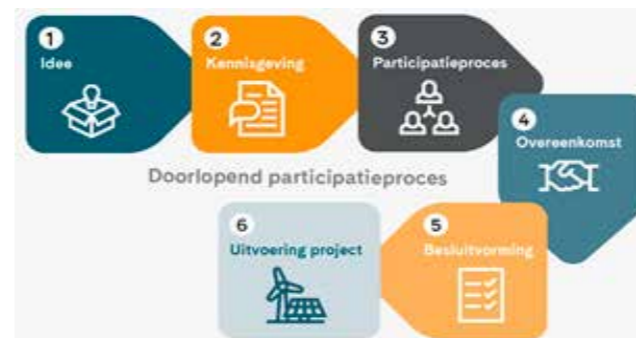 1
Idee
2
Kennisgeving
3
Participatieproces
4
Overeenkomst
Doorlopend participatieproces
5
Besluitvorming
6
Uitvoering project